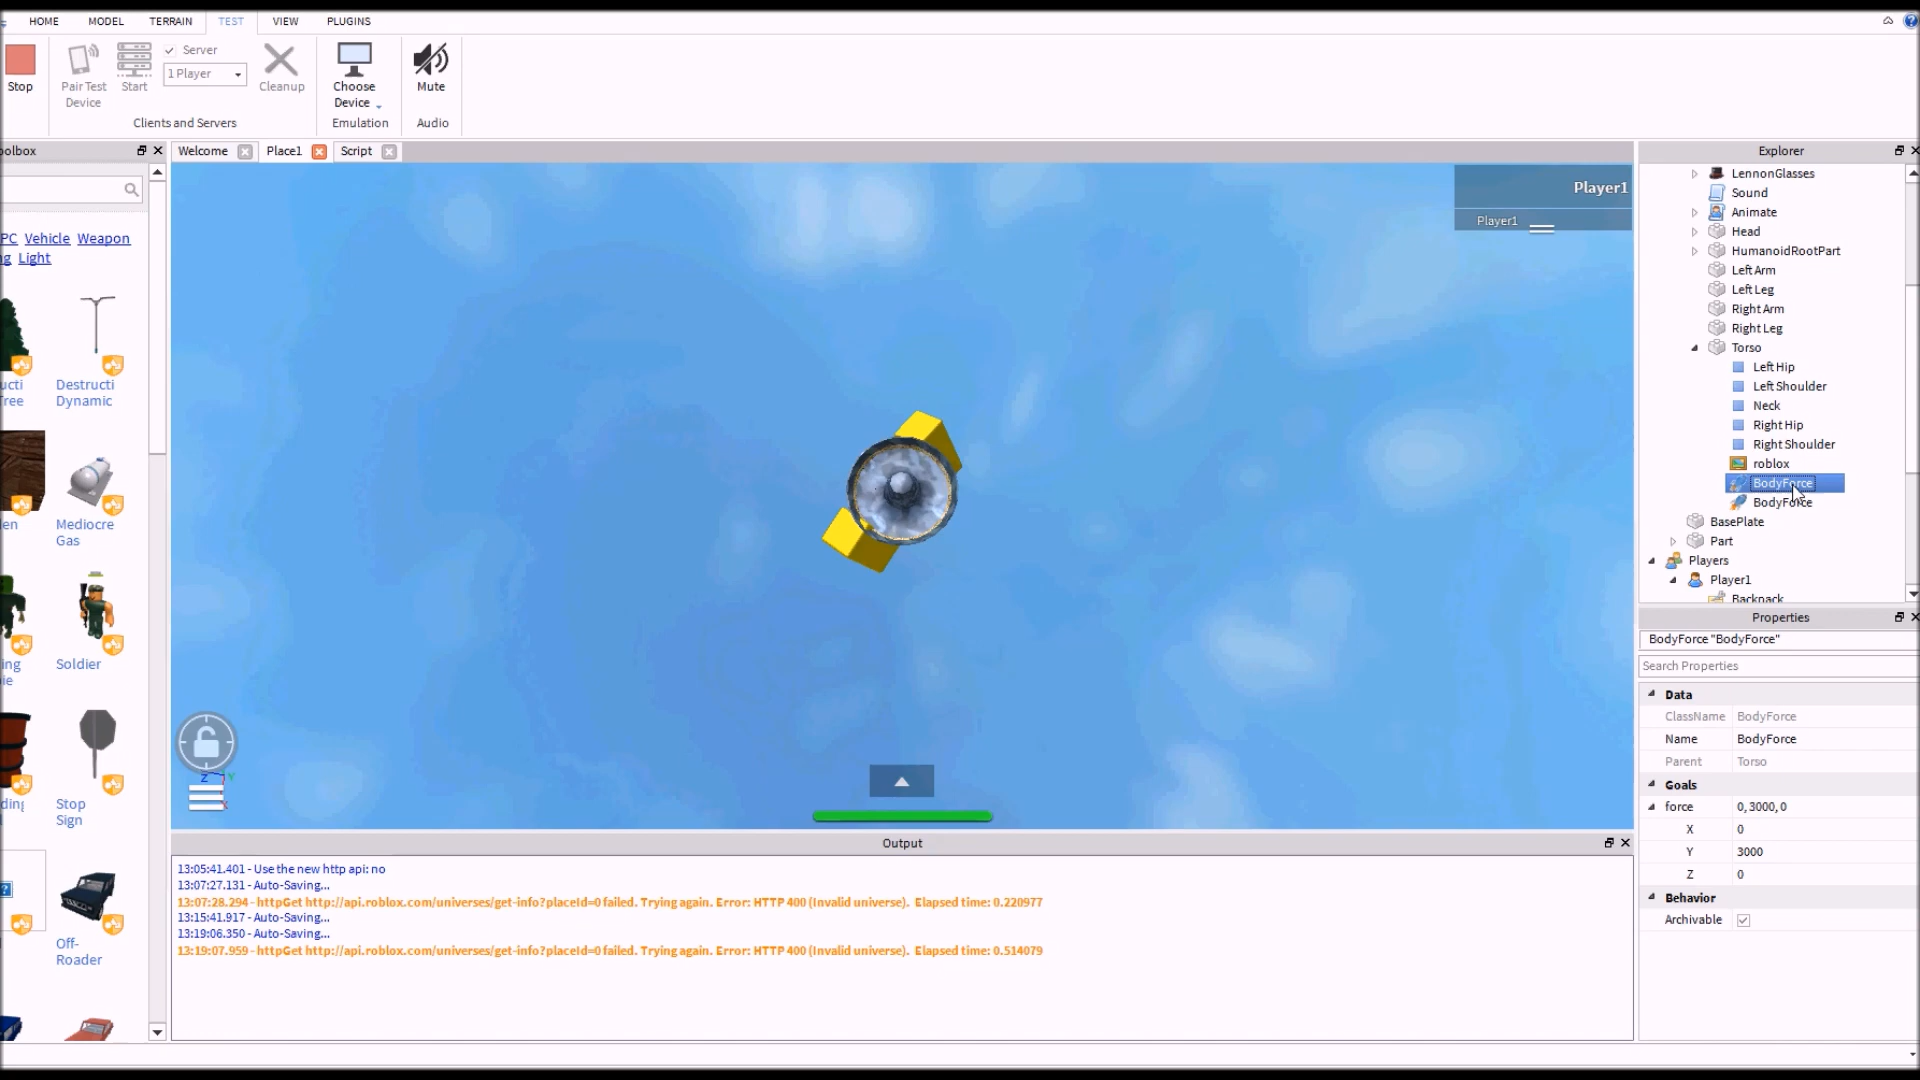 HOME MODEL TERRAIN TEST VIEW PLUGINS
Stop
Pair Test
Device
Start
Server
1 Player
Cleanup
Clients and Servers
Choose
Device
Emulation
Mute
Audio
oolbox
Welcome
Place1
Script
PC Vehicle Weapon
ng Light
ucti
Tree
Destructi
Dynamic
en
Mediocre
Gas
ing
ie
Soldier
ding
Stop
Sign
Off-
Roader
Player1
Player1
Z Y
X
Explorer
LennonGlasses
Sound
Animate
Head
HumanoidRootPart
Left Arm
Left Leg
Right Arm
Right Leg
Torso
Left Hip
Left Shoulder
Neck
Right Hip
Right Shoulder
roblox
BodyForce
BodyForce
BasePlate
Part
Players
Player1
Backpack
Properties
BodyForce "BodyForce"
Search Properties
Data
ClassName BodyForce
Name BodyForce
Parent Torso
Goals
force 0, 3000, 0
X 0
Y 3000
Z 0
Behavior
Archivable
Output
13:05:41.401 - Use the new http api: no
13:07:27.131 - Auto-Saving...
13:07:28.294 - httpGet http://api.roblox.com/universes/get-info?placeId=0 failed. Trying again. Error: HTTP 400 (Invalid universe). Elapsed time: 0.220977
13:15:41.917 - Auto-Saving...
13:19:06.350 - Auto-Saving...
13:19:07.959 - httpGet http://api.roblox.com/universes/get-info?placeId=0 failed. Trying again. Error: HTTP 400 (Invalid universe). Elapsed time: 0.514079